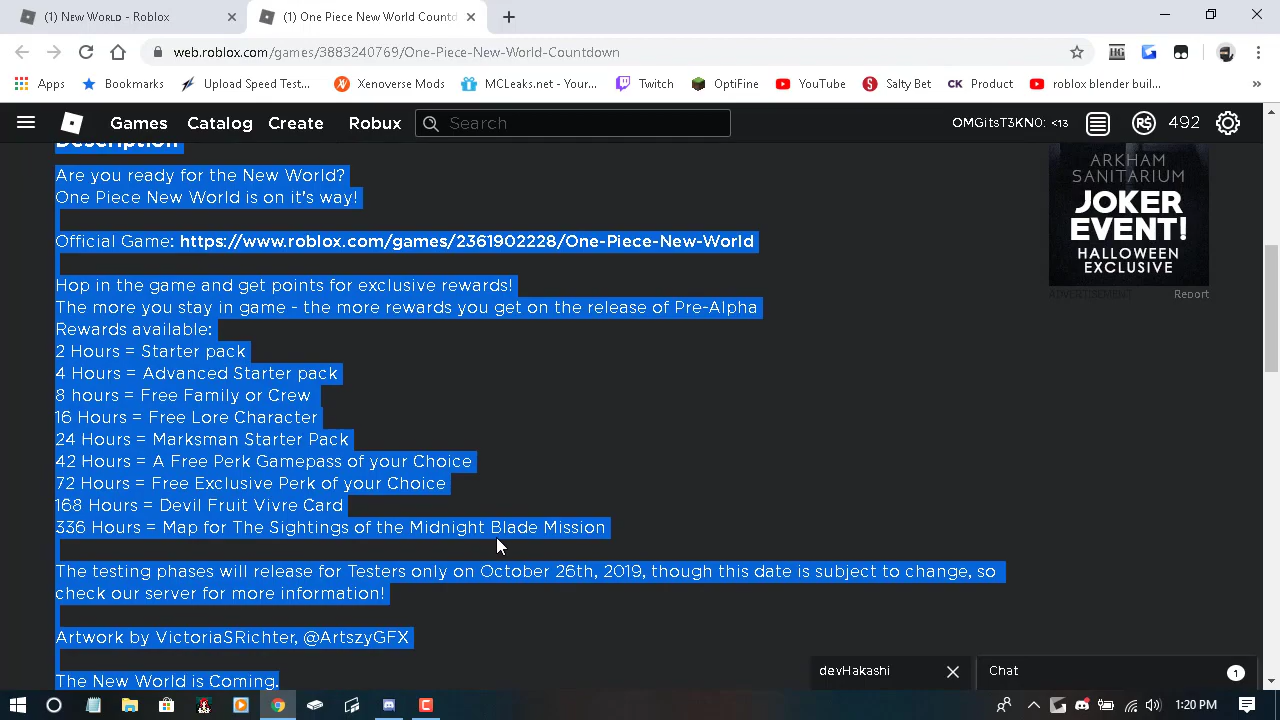 (1) New World - Roblox
(1) One Piece New World Countd
web.roblox.com/games/3883240769/One-Piece-New-World-Countdown
Apps
Bookmarks
Upload Speed Test...
Xenoverse Mods
MCLeaks.net - Your...
Twitch
OptiFine
YouTube
Salty Bet
CK
Product
roblox blender buil...
»
Games
Catalog
Create
Robux
Search
OMGitsT3KN0: <13
R$
492
Description
Are you ready for the New World?
One Piece New World is on it's way!
Official Game: https://www.roblox.com/games/2361902228/One-Piece-New-World
Hop in the game and get points for exclusive rewards!
The more you stay in game - the more rewards you get on the release of Pre-Alpha
Rewards available:
2 Hours = Starter pack
4 Hours = Advanced Starter pack
8 hours = Free Family or Crew
16 Hours = Free Lore Character
24 Hours = Marksman Starter Pack
42 Hours = A Free Perk Gamepass of your Choice
72 Hours = Free Exclusive Perk of your Choice
168 Hours = Devil Fruit Vivre Card
336 Hours = Map for The Sightings of the Midnight Blade Mission
The testing phases will release for Testers only on October 26th, 2019, though this date is subject to change, so
check our server for more information!
Artwork by VictoriaSRichter, @ArtszyGFX
The New World is Coming.
ARKHAM
SANITARIUM
JOKER
EVENT!
HALLOWEEN
EXCLUSIVE
ADVERTISEMENT
Report
devHakashi
Chat
1
1:20 PM